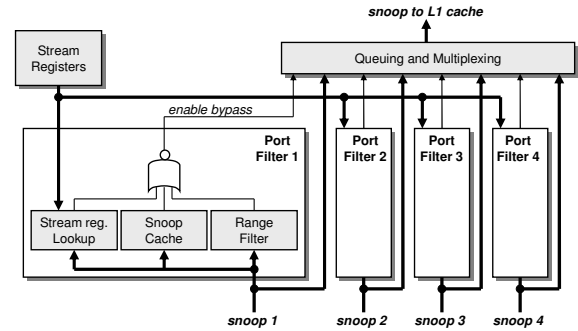 snoop to L1 cache
Stream
Registers
Queuing and Multiplexing
enable bypass
Port
Filter 1
Port
Filter 2
Port
Filter 3
Port
Filter 4
Stream reg.
Lookup
Snoop
Cache
Range
Filter
snoop 1
snoop 2
snoop 3
snoop 4